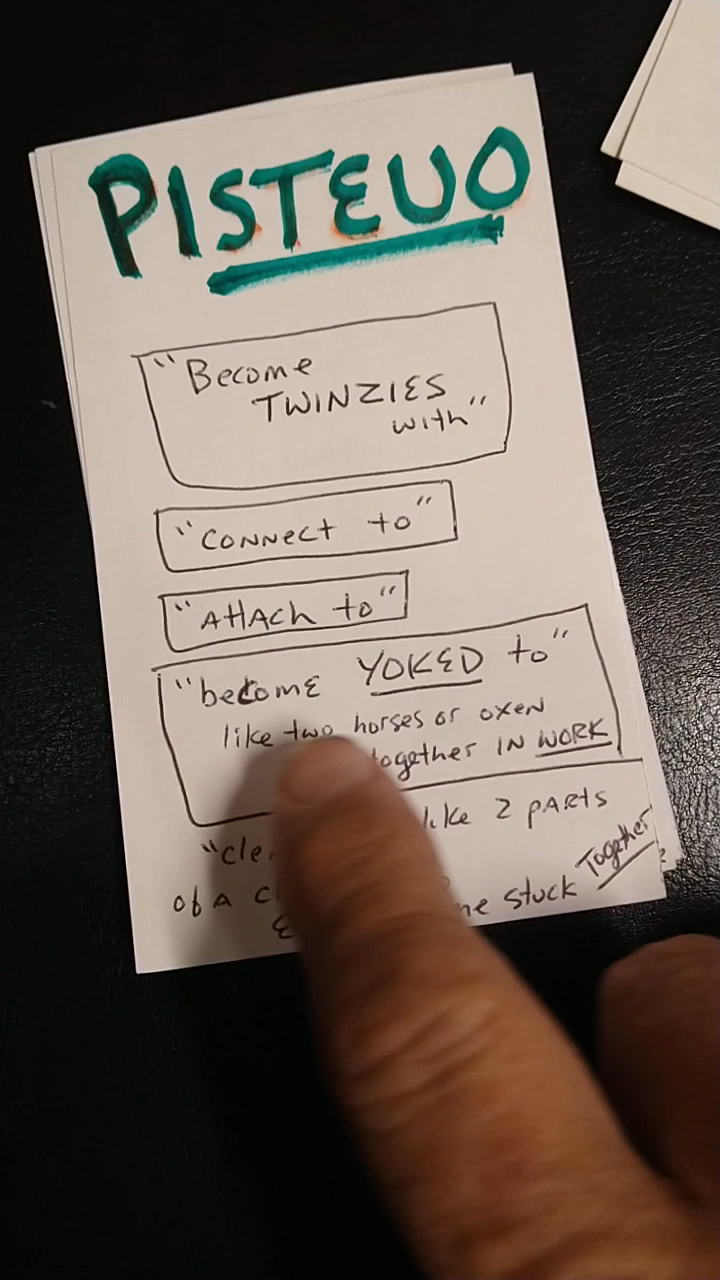 PISTEUO
"Become
TWINZIES
with"
"CONNect to"
"AttACh to"
"becomE YOKED to"
like two horses or oxen
together IN WORK
like 2 pARts
of A stuck Together